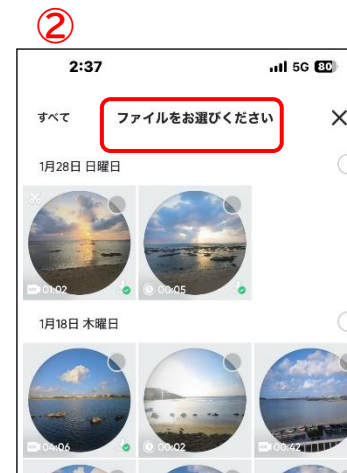 ②
2:37 5G 80
すべて ファイルをお選びください ×
1月28日 日曜日
01:02 00:05
1月18日 木曜日
04:06 00:02 00:42